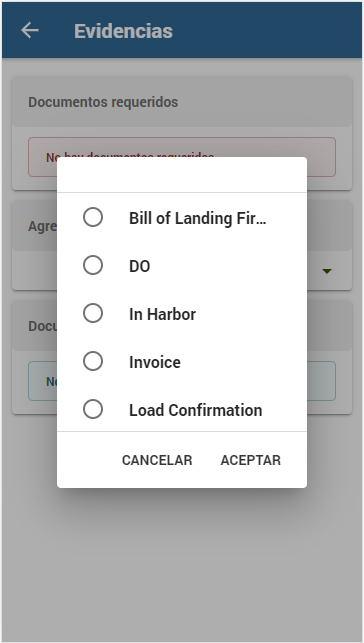 Evidencias
Documentos requeridos
No hay documentos requeridos
Agre
Bill of Landing Fir...
DO
In Harbor
Invoice
Docu
No
Load Confirmation
CANCELAR
ACEPTAR